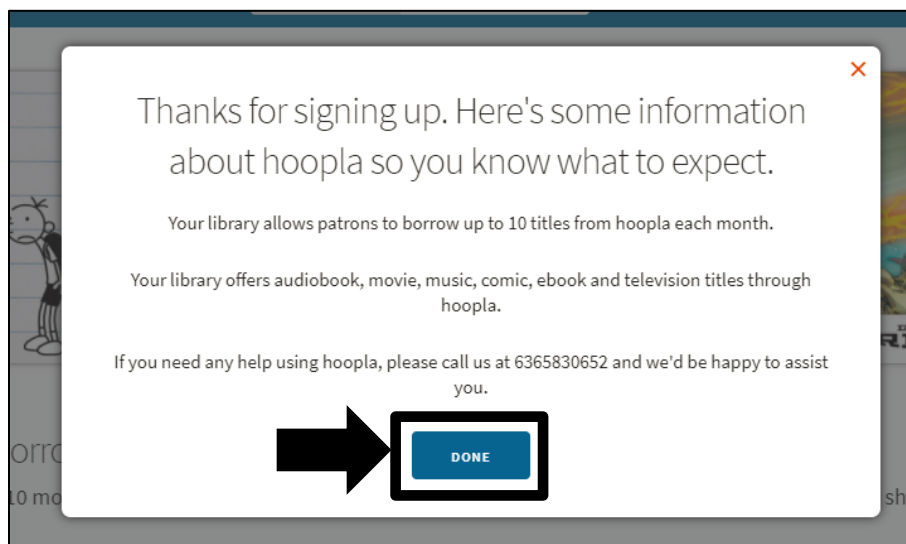 Thanks for signing up. Here's some information
about hoopla so you know what to expect.
Your library allows patrons to borrow up to 10 titles from hoopla each month.
Your library offers audiobook, movie, music, comic, ebook and television titles through
hoopla.
If you need any help using hoopla, please call us at 6365830652 and we'd be happy to assist
you.
DONE
10 mo
sh